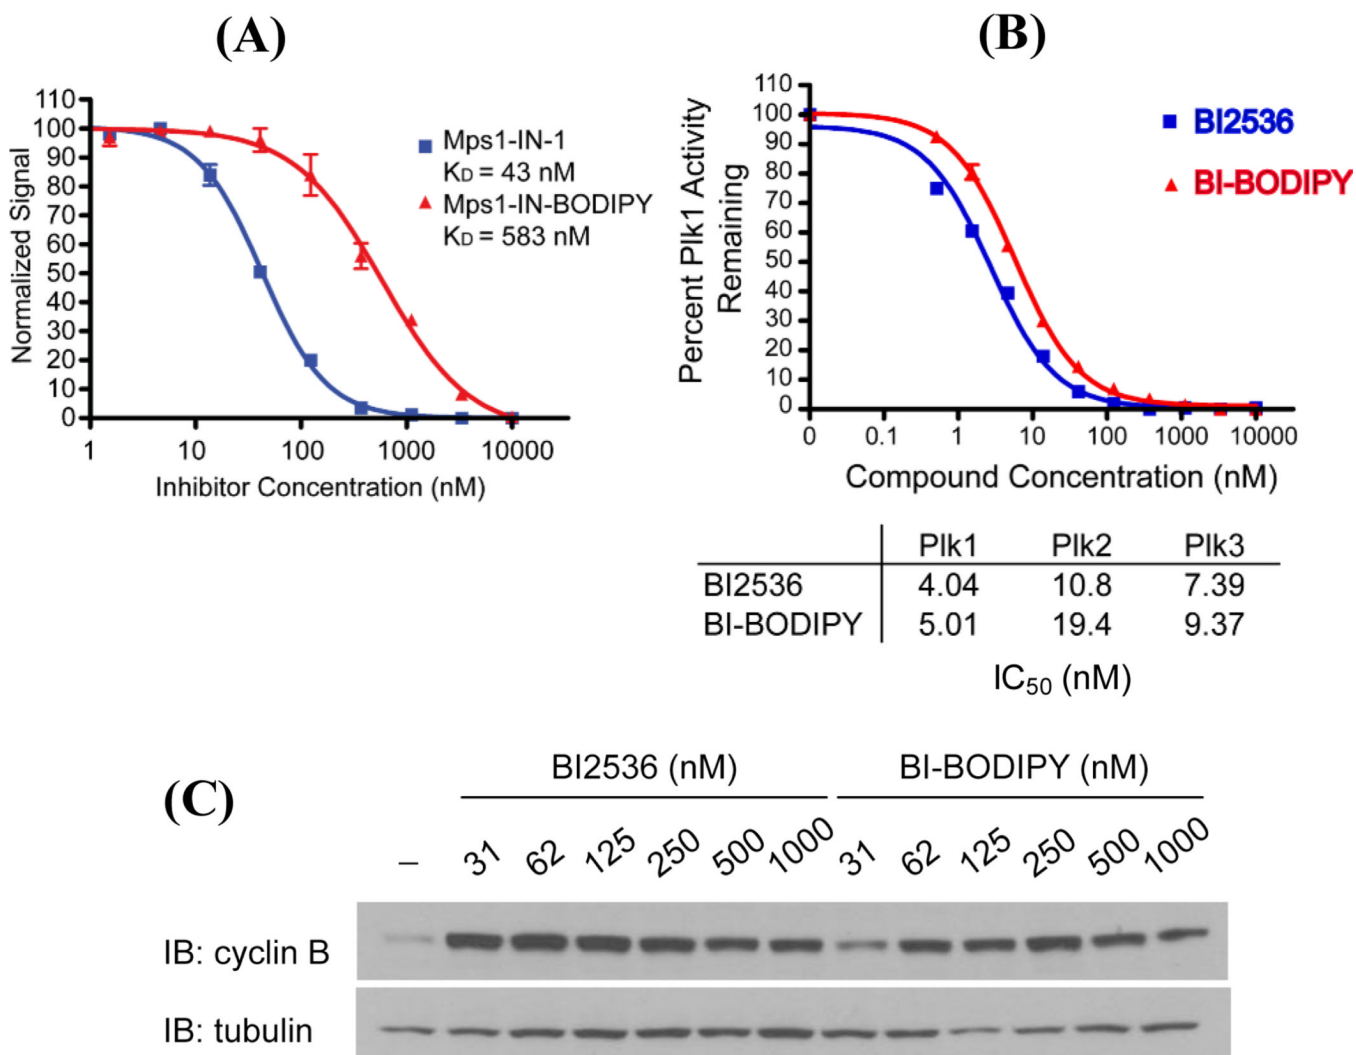 (A)
110
100
90
80
70
60
50
40
30
20
10
0
Normalized Signal
1 10 100 1000 10000
Inhibitor Concentration (nM)
Mps1-IN-1
KD = 43 nM
Mps1-IN-BODIPY
KD = 583 nM
(B)
110
100
90
80
70
60
50
40
30
20
10
0
Percent Plk1 Activity
Remaining
0 0.1 1 10 100 1000 10000
Compound Concentration (nM)
BI2536
BI-BODIPY
Plk1 Plk2 Plk3
BI2536 4.04 10.8 7.39
BI-BODIPY 5.01 19.4 9.37
IC50 (nM)
(C)
BI2536 (nM) BI-BODIPY (nM)
– 31 62 125 250 500 1000 31 62 125 250 500 1000
IB: cyclin B
IB: tubulin